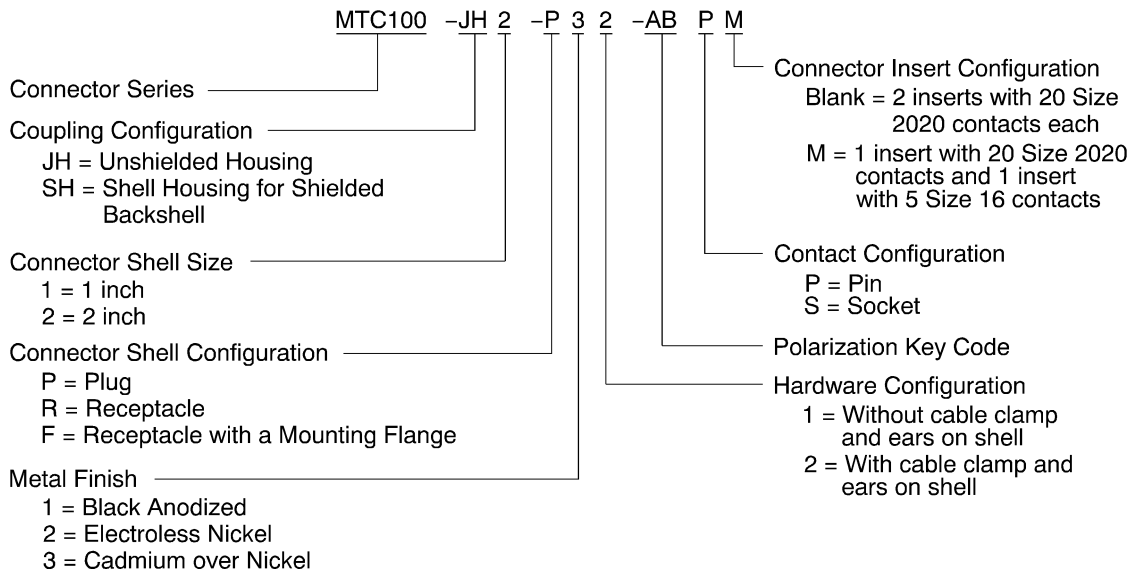 MTC100 –JH 2 –P 3 2 –AB P M
Connector Series
Coupling Configuration
JH = Unshielded Housing
SH = Shell Housing for Shielded
Backshell
Connector Shell Size
1 = 1 inch
2 = 2 inch
Connector Shell Configuration
P = Plug
R = Receptacle
F = Receptacle with a Mounting Flange
Metal Finish
1 = Black Anodized
2 = Electroless Nickel
3 = Cadmium over Nickel
Connector Insert Configuration
Blank = 2 inserts with 20 Size
2020 contacts each
M = 1 insert with 20 Size 2020
contacts and 1 insert
with 5 Size 16 contacts
Contact Configuration
P = Pin
S = Socket
Polarization Key Code
Hardware Configuration
1 = Without cable clamp
and ears on shell
2 = With cable clamp and
ears on shell